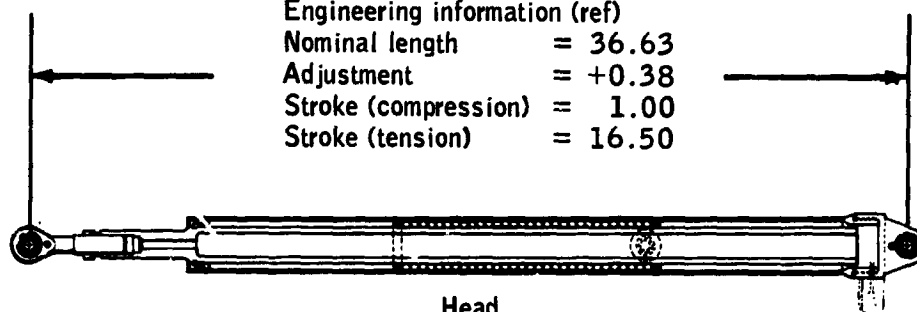 Engineering information (ref)
Nominal length = 36.63
Adjustment = +0.38
Stroke (compression) = 1.00
Stroke (tension) = 16.50
Head